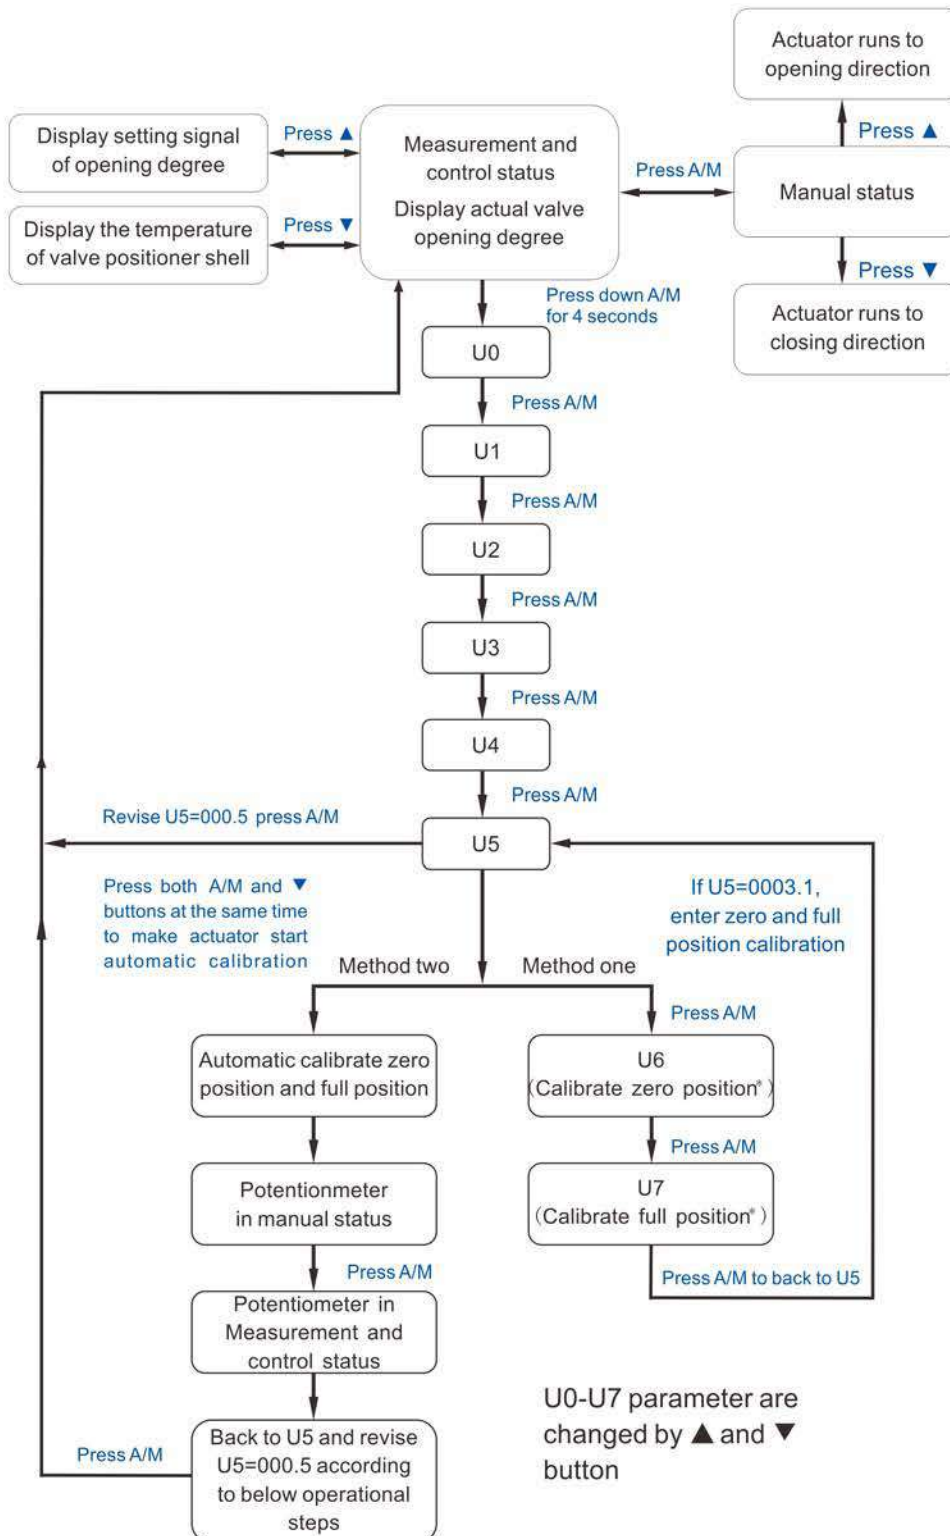 Actuator runs to
opening direction
Press ▲
Display setting signal
of opening degree
Press ▲
Measurement and
control status
Display actual valve
opening degree
Press A/M
Manual status
Display the temperature
of valve positioner shell
Press ▼
Press ▼
Actuator runs to
closing direction
Press down A/M
for 4 seconds
U0
Press A/M
U1
Press A/M
U2
Press A/M
U3
Press A/M
U4
Press A/M
Revise U5=000.5 press A/M
U5
Press both A/M and ▼
buttons at the same time
to make actuator start
automatic calibration
If U5=0003.1,
enter zero and full
position calibration
Method two
Method one
Press A/M
Automatic calibrate zero
position and full position
U6
(Calibrate zero position*)
Press A/M
Potentionmeter
in manual status
U7
(Calibrate full position*)
Press A/M
Press A/M to back to U5
Potentiometer in
Measurement and
control status
Press A/M
Back to U5 and revise
U5=000.5 according
to below operational
steps
U0-U7 parameter are
changed by ▲ and ▼
button